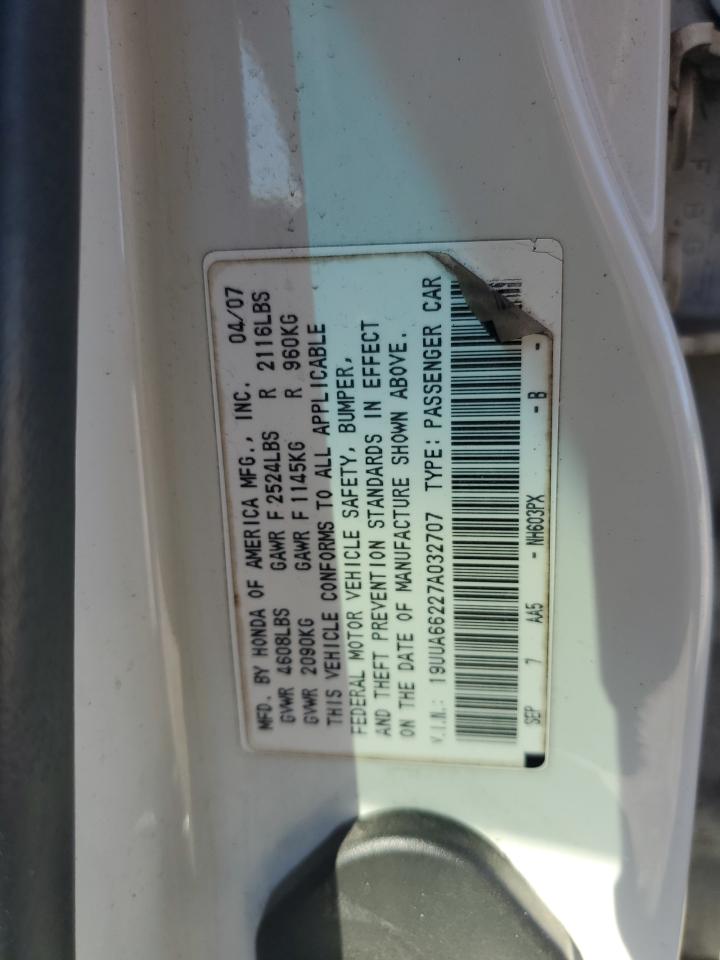 MFD. BY HONDA OF AMERICA MFG., INC. 04/07
GVWR 4608LBS GAWR F 2524LBS R 2116LBS
GVWR 2090KG GAWR F 1145KG R 960KG
THIS VEHICLE CONFORMS TO ALL APPLICABLE
FEDERAL MOTOR VEHICLE SAFETY, BUMPER,
AND THEFT PREVENTION STANDARDS IN EFFECT
ON THE DATE OF MANUFACTURE SHOWN ABOVE.
V.I.N.: 19UUA66227A032707 TYPE: PASSENGER CAR
SEP 7 AA5 - NH603PX - B -
F B G